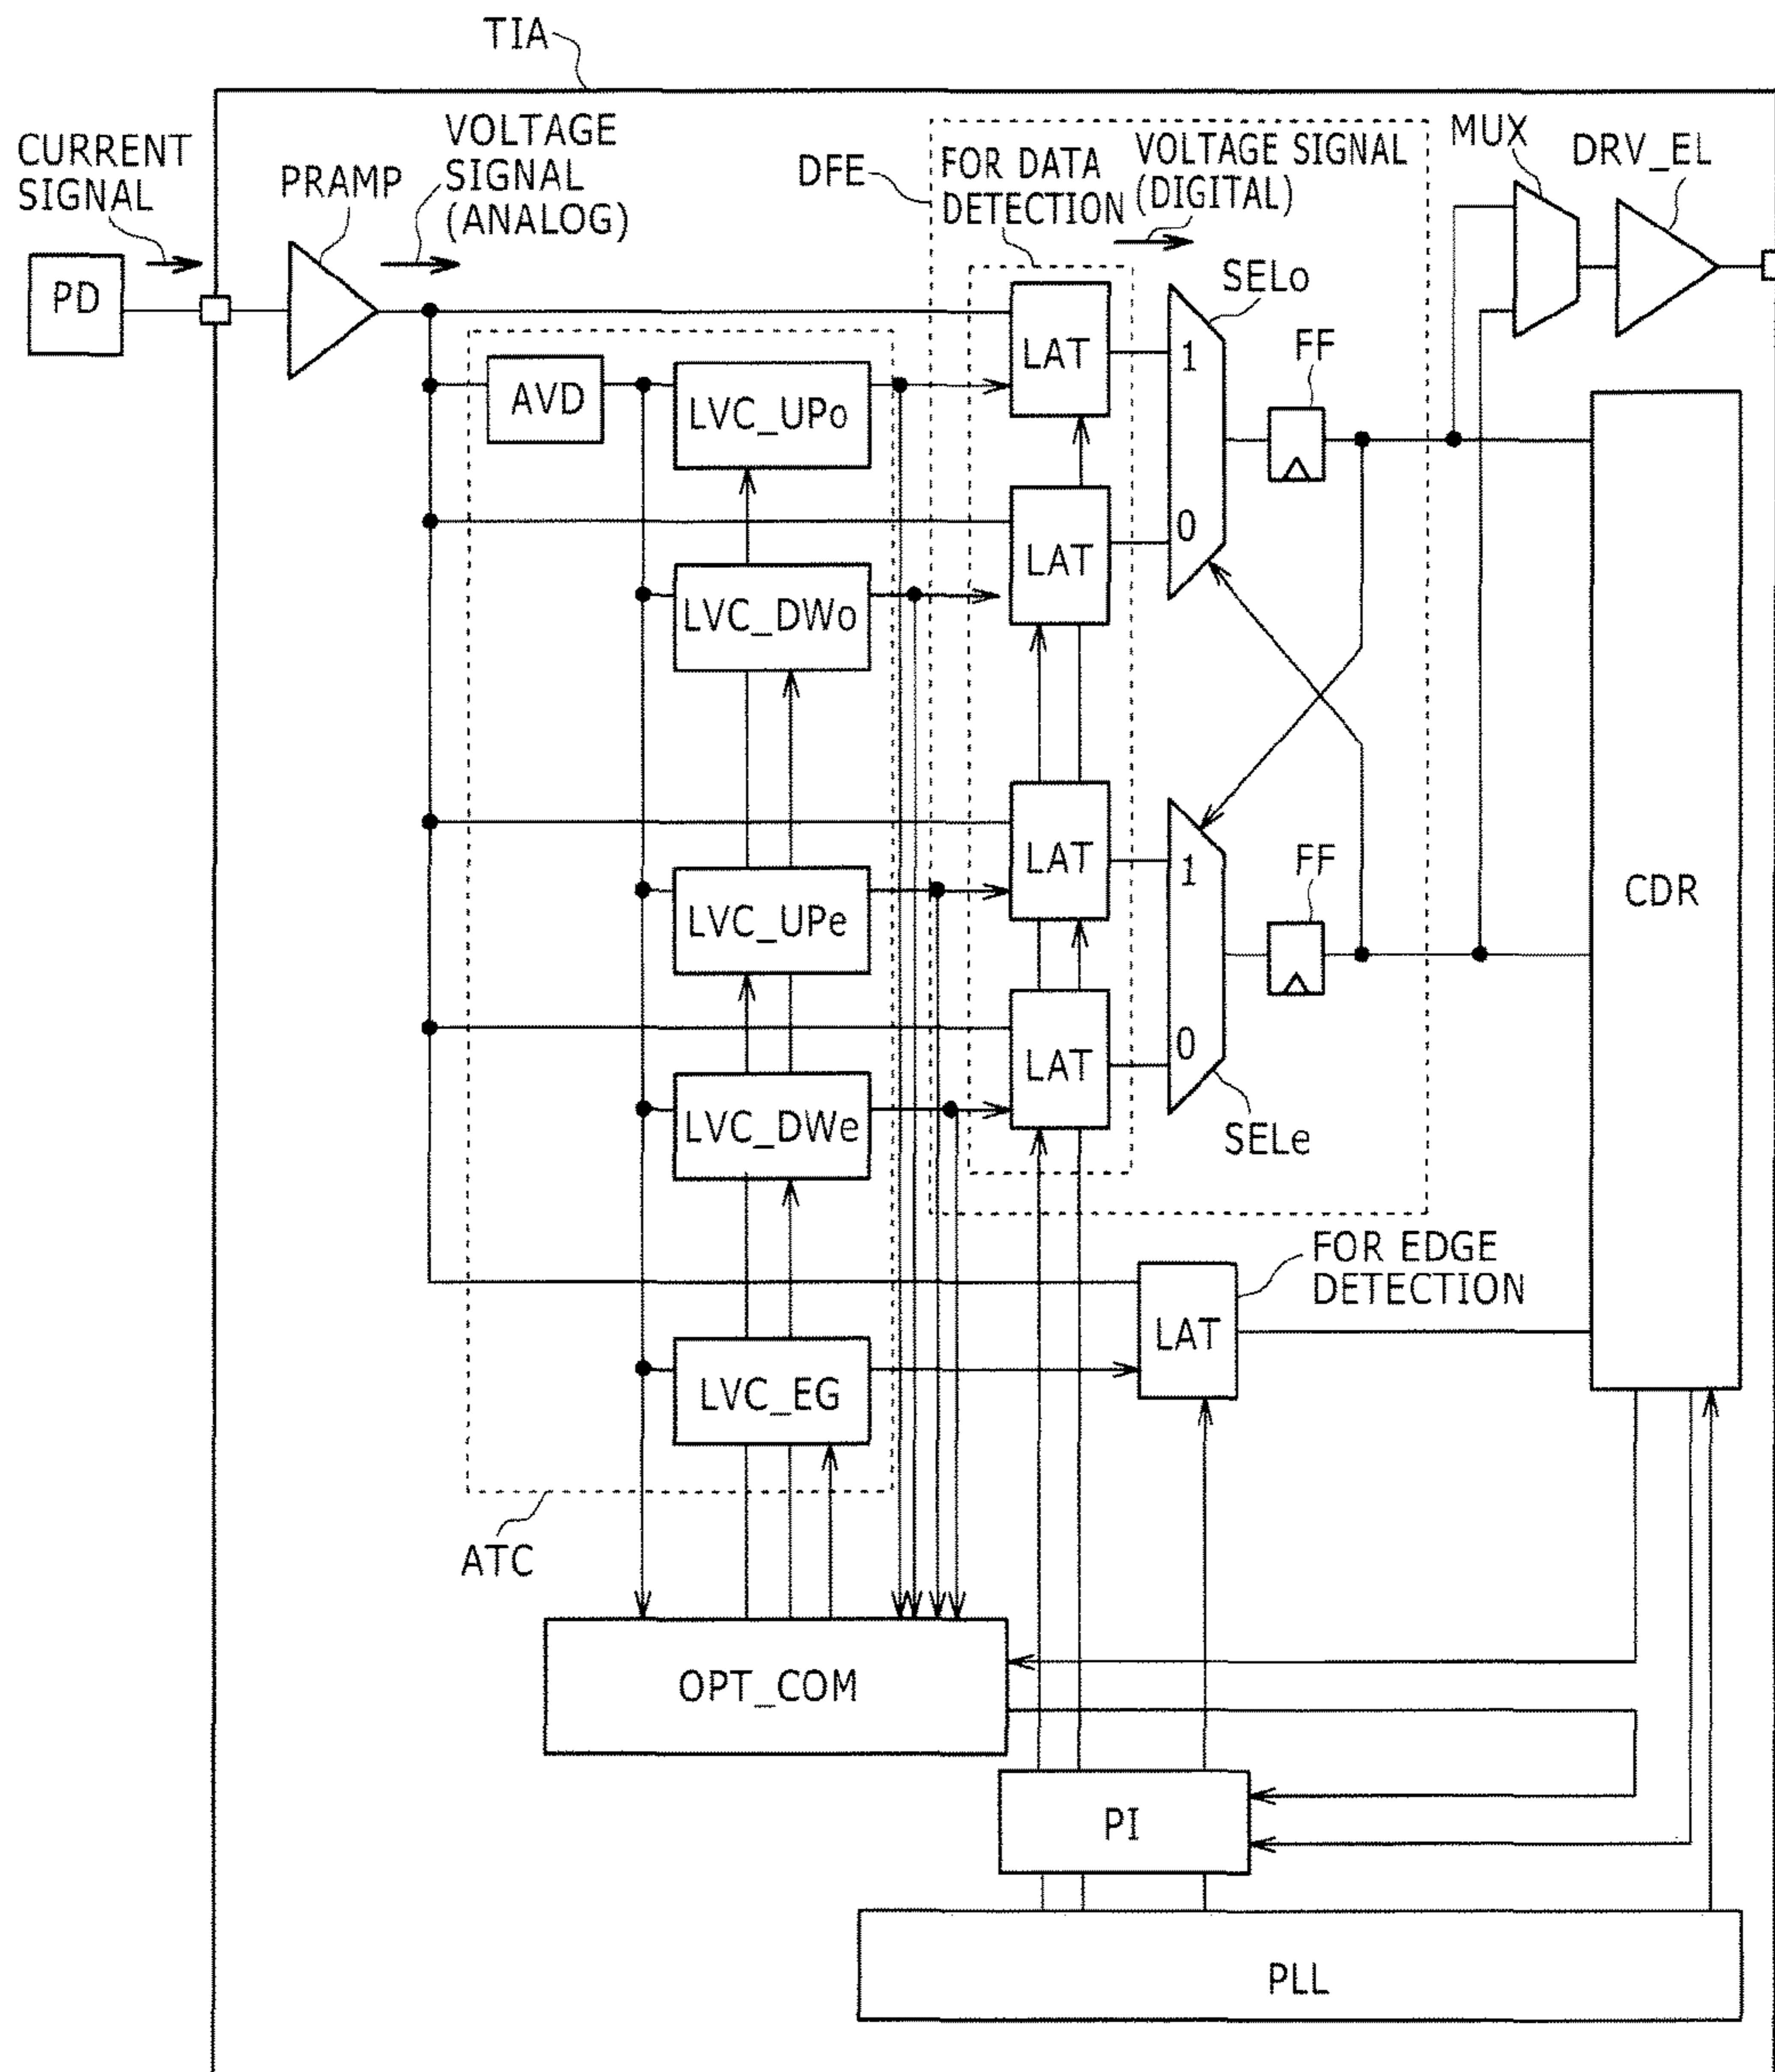 TIA
CURRENT
SIGNAL
PRAMP
VOLTAGE
SIGNAL
(ANALOG)
DFE
FOR DATA
DETECTION
VOLTAGE SIGNAL
(DIGITAL)
MUX
DRV_EL
PD
SELo
AVD
LVC_UPo
LAT
1
FF
LVC_DWo
LAT
0
LVC_UPe
LAT
1
FF
CDR
LVC_DWe
LAT
0
SELe
FOR EDGE
DETECTION
LVC_EG
LAT
ATC
OPT_COM
PI
PLL